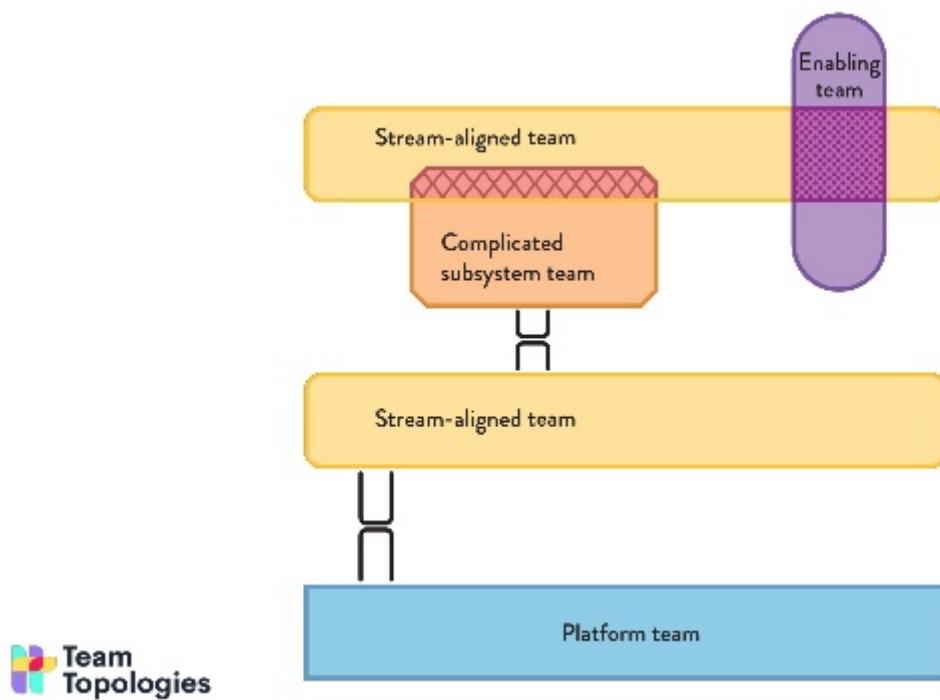 Enabling
team
Stream-aligned team
Complicated
subsystem team
Stream-aligned team
Platform team
Team
Topologies